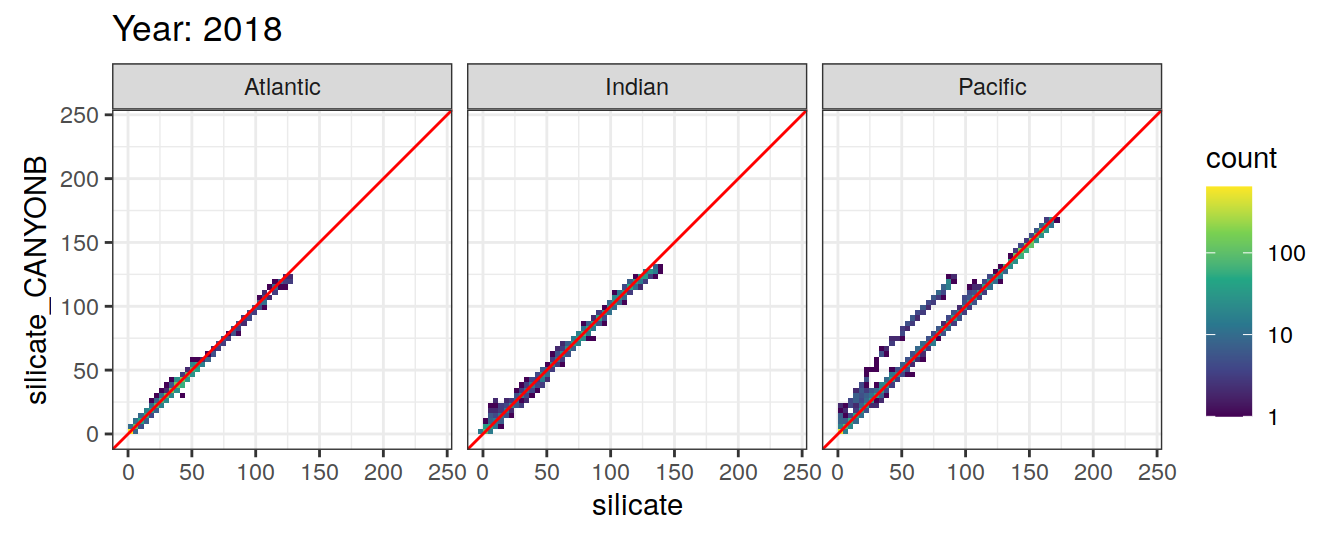 Year: 2018
Atlantic
Indian
Pacific
250
200
150
100
50
0
silicate_CANYONB
0 50 100 150 200 250
0 50 100 150 200 250
0 50 100 150 200 250
silicate
count
100
10
1